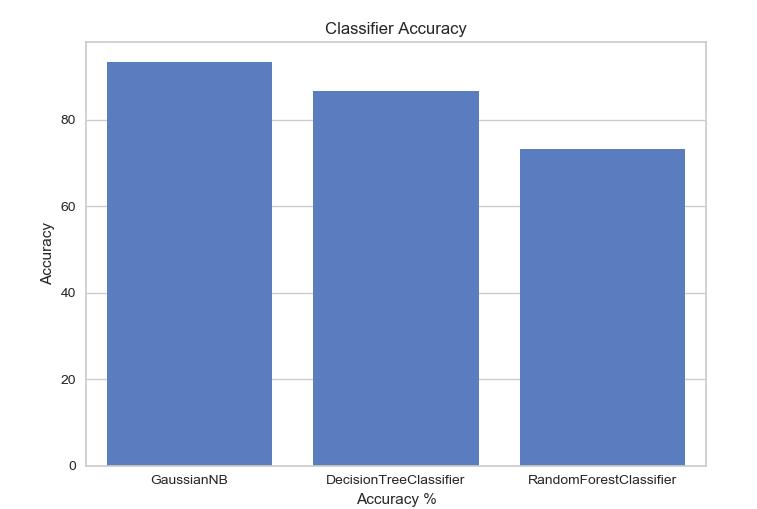 Classifier Accuracy
80
60
40
20
0
Accuracy
GaussianNB DecisionTreeClassifier RandomForestClassifier
Accuracy %